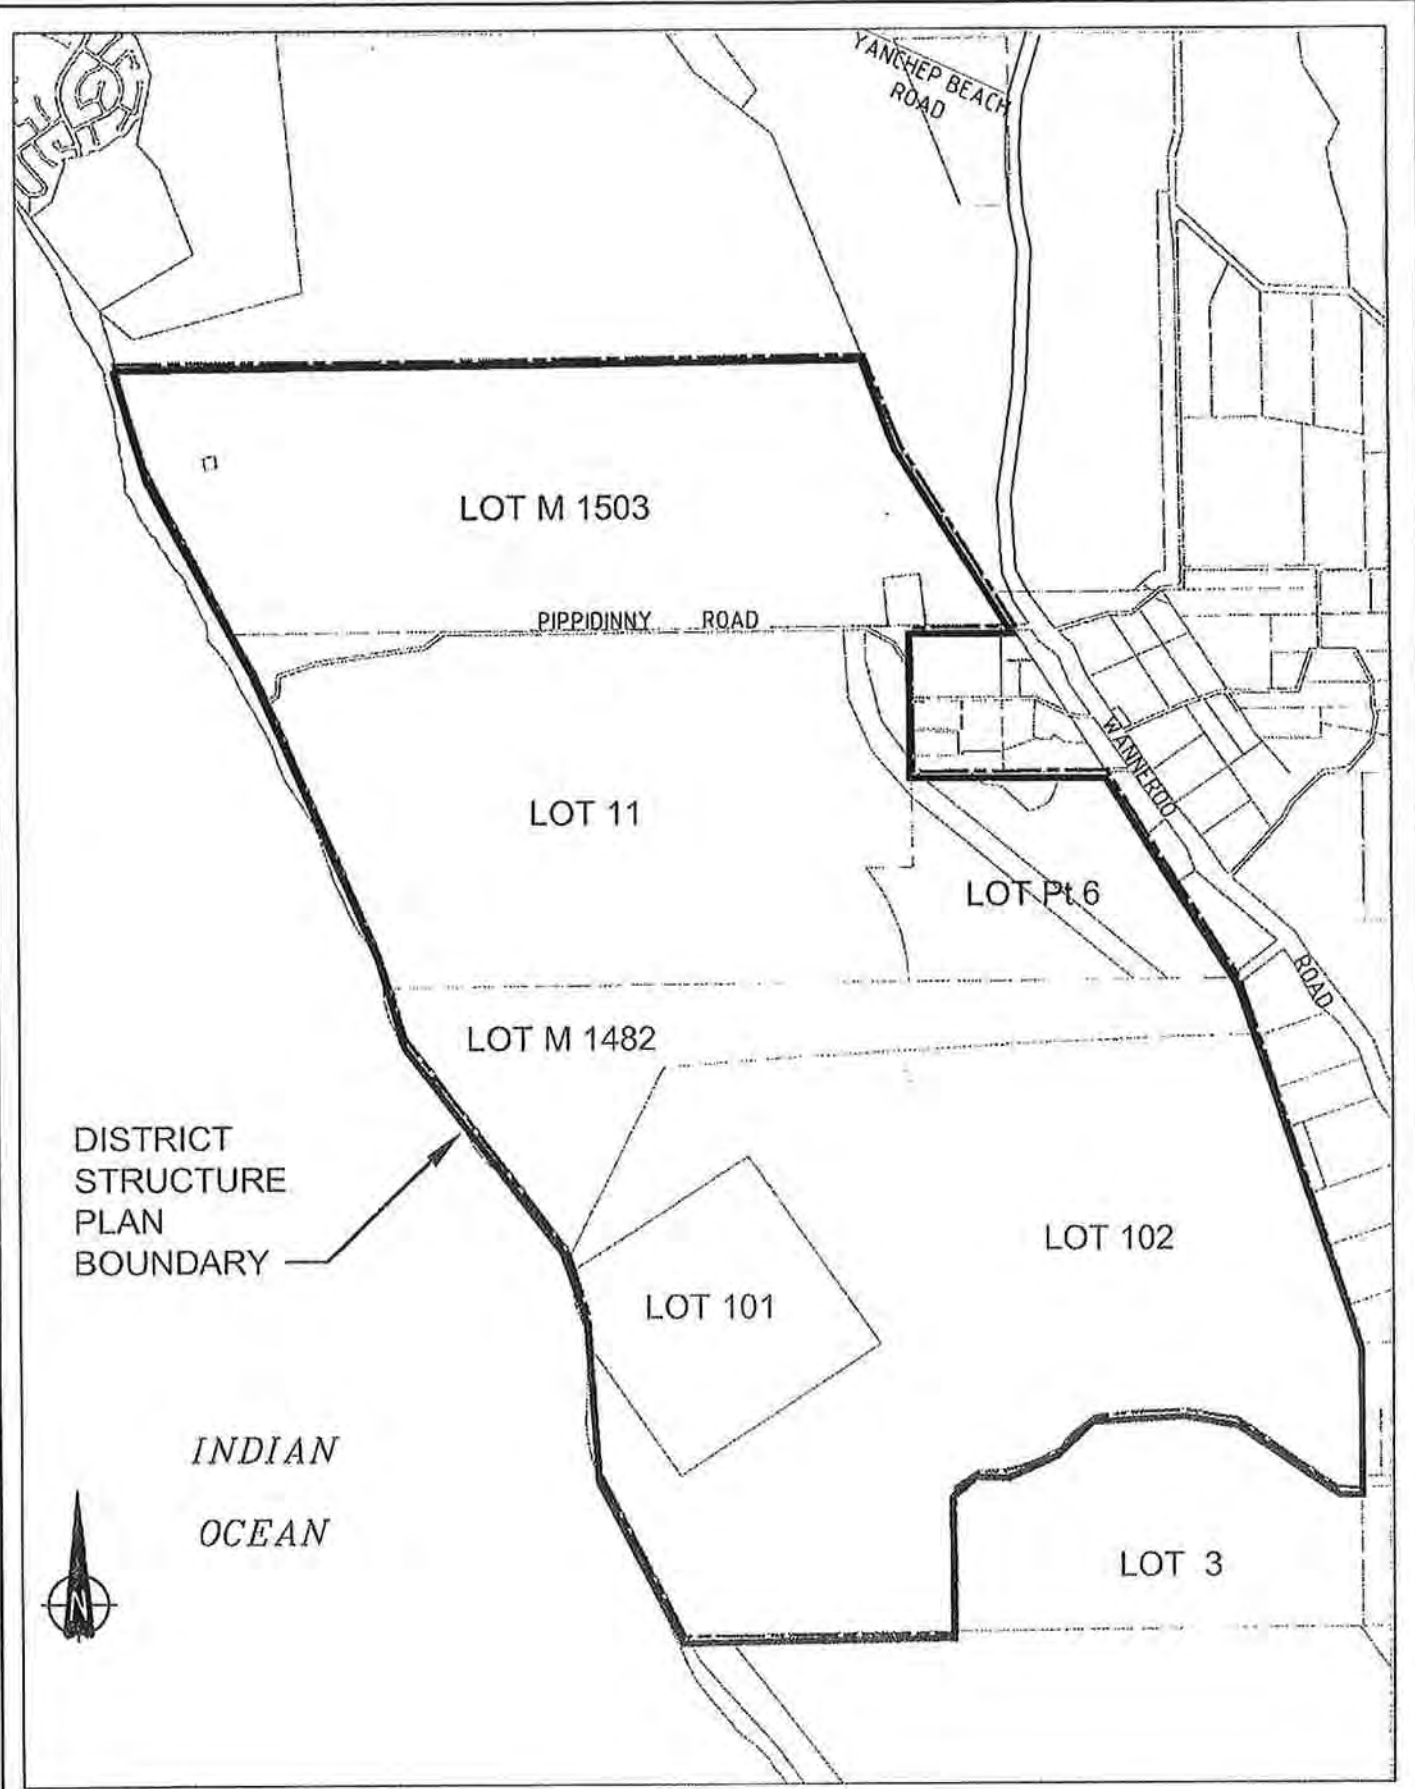 YANCHEP BEACH
ROAD
LOT M 1503
PIPPIDINNY ROAD
WANNEROO
LOT 11
LOT Pt 6
ROAD
LOT M 1482
DISTRICT
STRUCTURE
PLAN
BOUNDARY
LOT 102
LOT 101
INDIAN
OCEAN
LOT 3
N